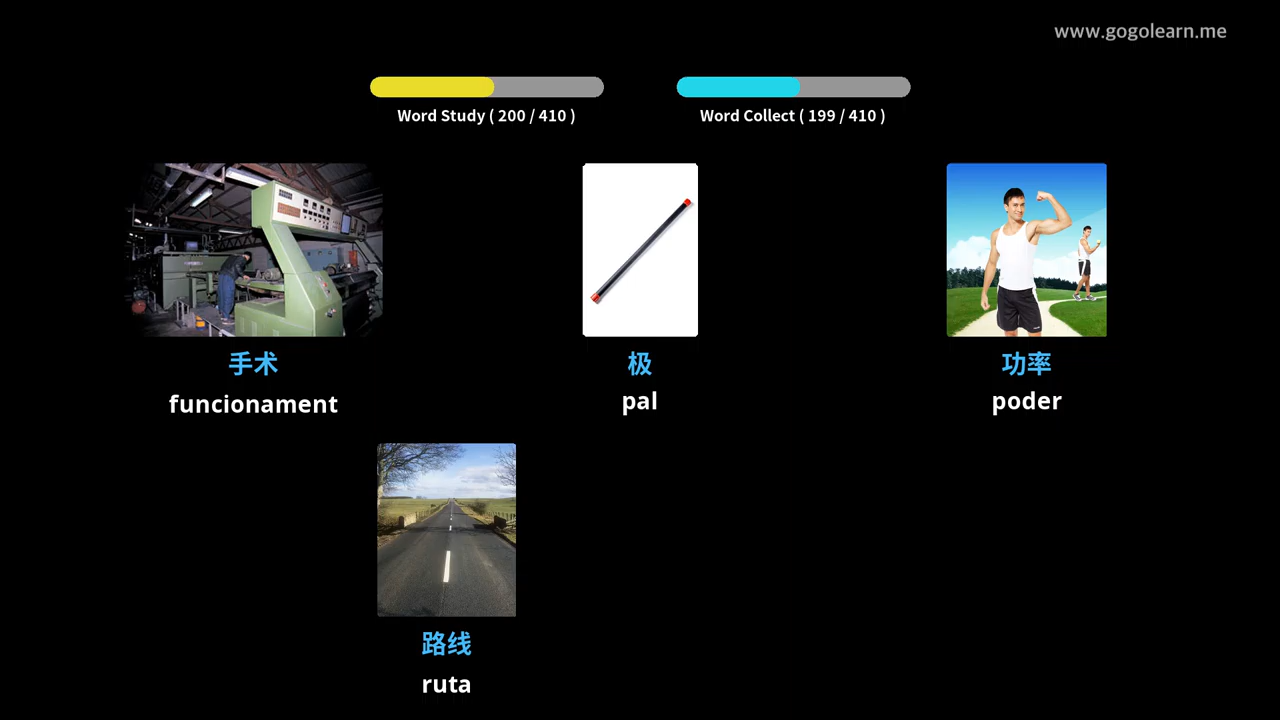 www.gogolearn.me
Word Study ( 200 / 410 )
Word Collect ( 199 / 410 )
手术
funcionament
极
pal
功率
poder
路线
ruta